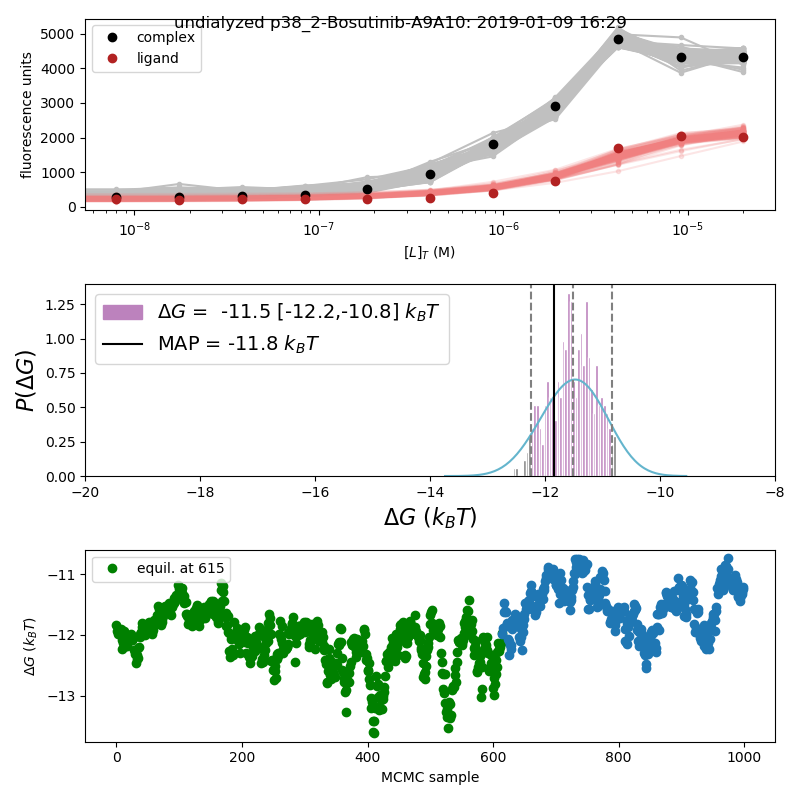 undialyzed p38_2-Bosutinib-A9A10: 2019-01-09 16:29
complex
ligand
fluorescence units
5000
4000
3000
2000
1000
0
10⁻⁸
10⁻⁷
10⁻⁶
10⁻⁵
[L]_T (M)
ΔG = -11.5 [-12.2,-10.8] k_BT
MAP = -11.8 k_BT
P(ΔG)
1.25
1.00
0.75
0.50
0.25
0.00
−20
−18
−16
−14
−12
−10
−8
ΔG (k_BT)
equil. at 615
ΔG (k_BT)
−11
−12
−13
0
200
400
600
800
1000
MCMC sample